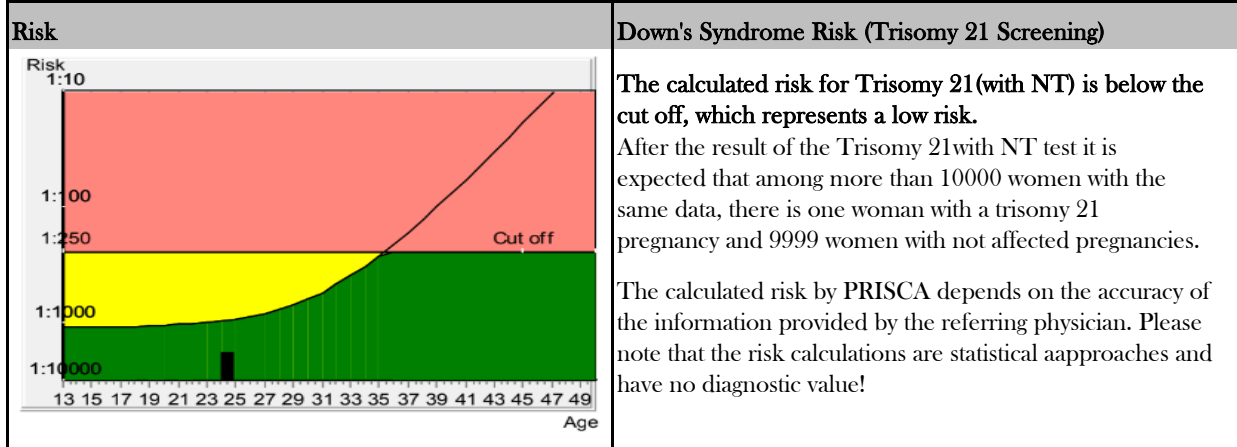 Risk
Down's Syndrome Risk (Trisomy 21 Screening)
Risk
1:10
1:100
1:250
Cut off
1:1000
1:10000
13 15 17 19 21 23 25 27 29 31 33 35 37 39 41 43 45 47 49
Age
The calculated risk for Trisomy 21(with NT) is below the
cut off, which represents a low risk.
After the result of the Trisomy 21with NT test it is
expected that among more than 10000 women with the
same data, there is one woman with a trisomy 21
pregnancy and 9999 women with not affected pregnancies.
The calculated risk by PRISCA depends on the accuracy of
the information provided by the referring physician. Please
note that the risk calculations are statistical aapproaches and
have no diagnostic value!